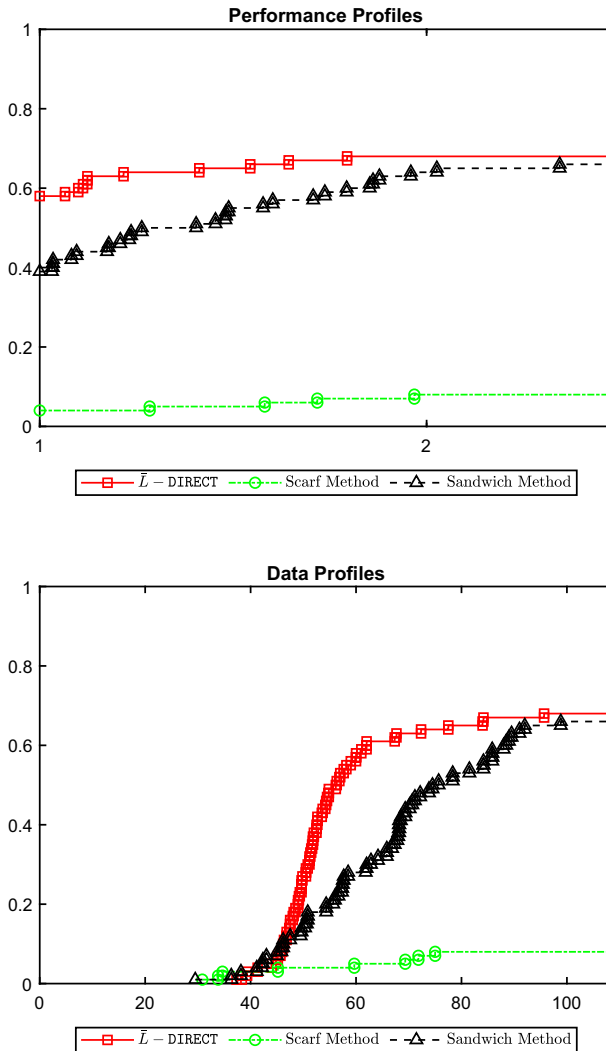 Performance Profiles
1
0.8
0.6
0.4
0.2
0
1 2
L̄ − DIRECT Scarf Method Sandwich Method
Data Profiles
1
0.8
0.6
0.4
0.2
0
0 20 40 60 80 100
L̄ − DIRECT Scarf Method Sandwich Method